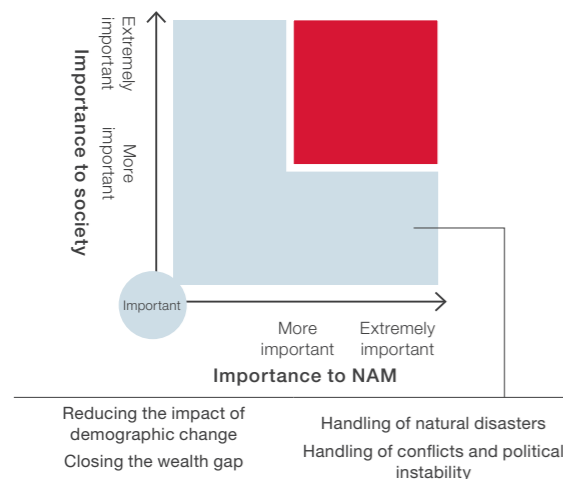 Importance to society
Extremely
important
More
important
Important
More
important
Extremely
important
Importance to NAM
Reducing the impact of
demographic change
Closing the wealth gap
Handling of natural disasters
Handling of conflicts and political
instability